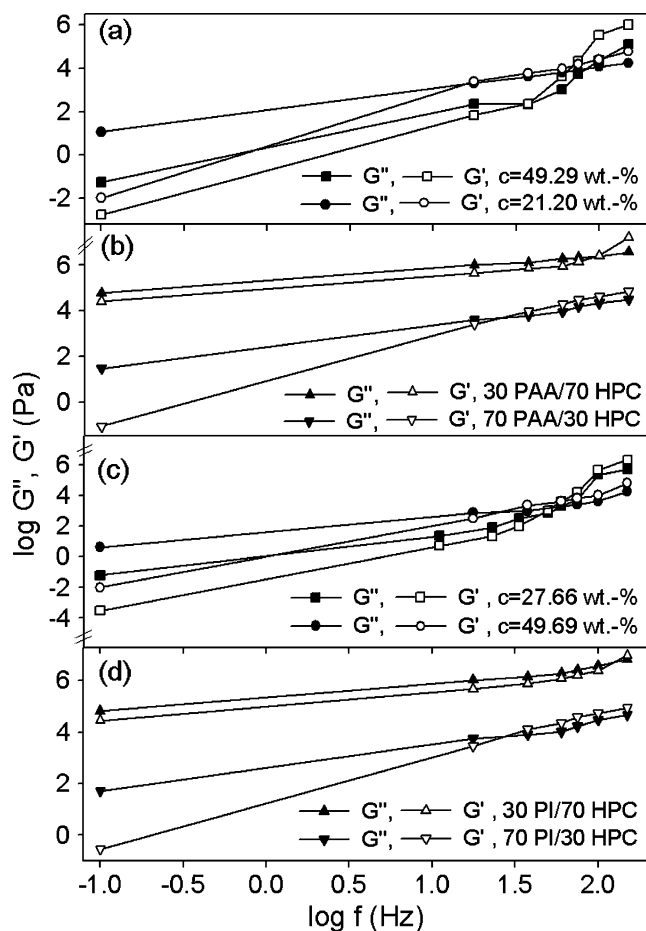 log G", G' (Pa)
(a)
6
4
2
0
-2
G", G', c=49.29 wt.-%
G", G', c=21.20 wt.-%
(b)
6
4
2
0
G", G', 30 PAA/70 HPC
G", G', 70 PAA/30 HPC
(c)
6
4
2
0
-2
-4
G", G' , c=27.66 wt.-%
G", G' , c=49.69 wt.-%
(d)
6
4
2
0
G", G' , 30 PI/70 HPC
G", G' , 70 PI/30 HPC
-1.0 -0.5 0.0 0.5 1.0 1.5 2.0
log f (Hz)